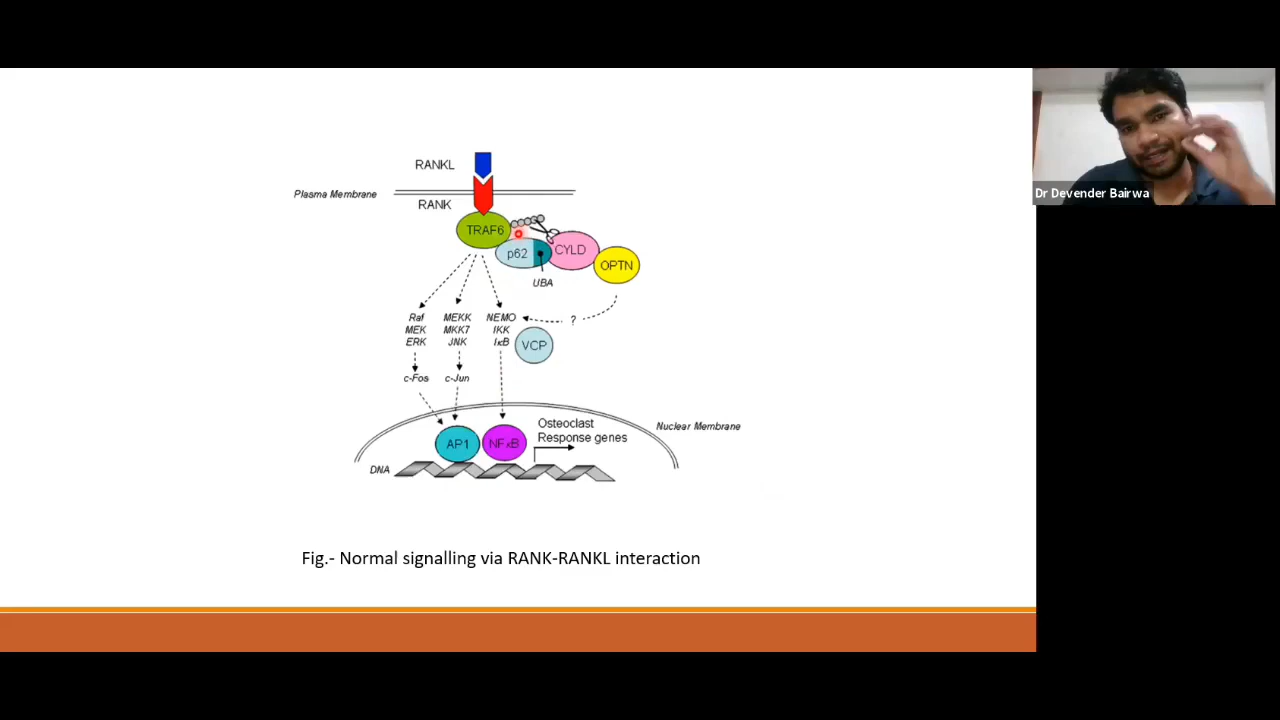 RANKL
Plasma Membrane
RANK
TRAF6
p62
CYLD
OPTN
UBA
Raf
MEK
ERK
MEKK
MKK7
JNK
NEMO
IKK
IκB
?
VCP
c-Fos
c-Jun
Osteoclast
Response genes
Nuclear Membrane
AP1
NFκB
DNA
Fig.- Normal signalling via RANK-RANKL interaction
Dr Devender Bairwa